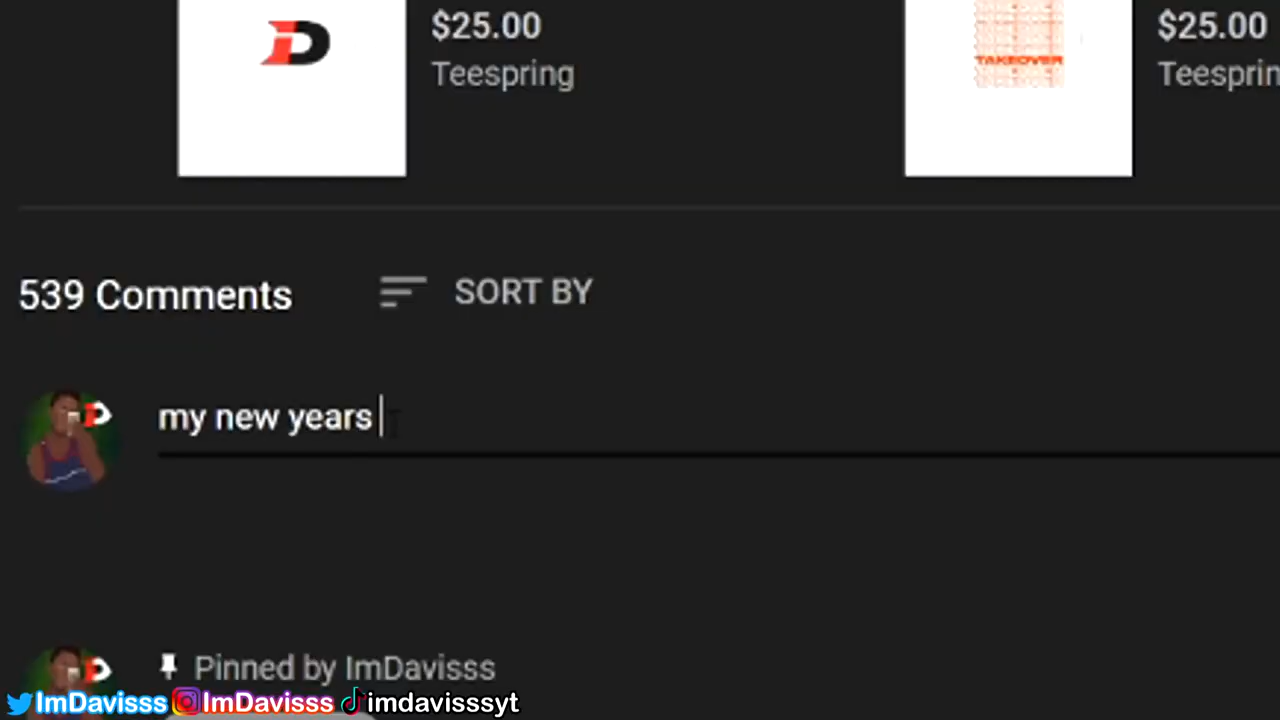 $25.00
Teespring
TAKEOVER
$25.00
Teesprin
539 Comments
SORT BY
my new years
Pinned by ImDavisss
ImDavisss ImDavisss imdavisssyt